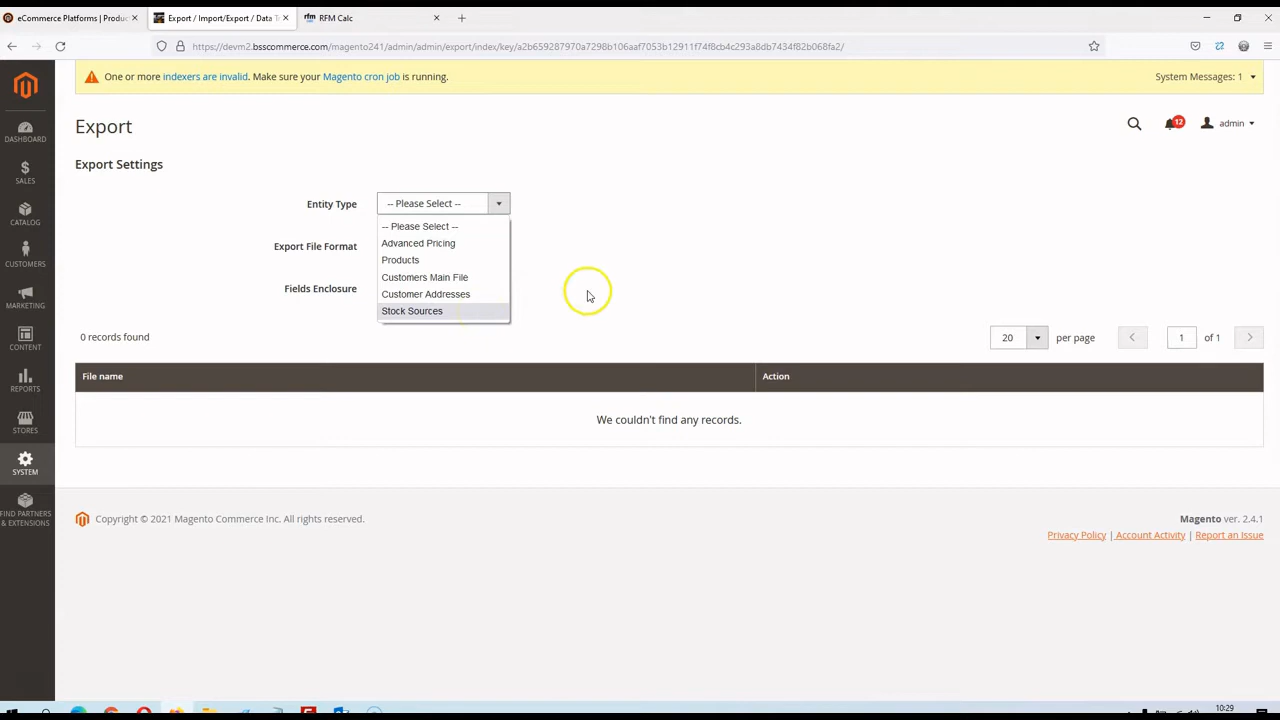 eCommerce Platforms | Produc
Export / Import/Export / Data T
RFM Calc
https://devm2.bsscommerce.com/magento241/admin/admin/export/index/key/a2b659287970a7298b106aaf7053b12911f74f8cb4c293a8db7434f82b068fa2/
One or more indexers are invalid. Make sure your Magento cron job is running.
System Messages: 1
Export
12
admin
DASHBOARD
SALES
CATALOG
CUSTOMERS
MARKETING
CONTENT
REPORTS
STORES
SYSTEM
FIND PARTNERS
& EXTENSIONS
Export Settings
Entity Type
-- Please Select --
-- Please Select --
Advanced Pricing
Products
Customers Main File
Customer Addresses
Stock Sources
Export File Format
Fields Enclosure
0 records found
20 per page
1 of 1
File name
Action
We couldn't find any records.
Copyright © 2021 Magento Commerce Inc. All rights reserved.
Magento ver. 2.4.1
Privacy Policy | Account Activity | Report an Issue
10:29